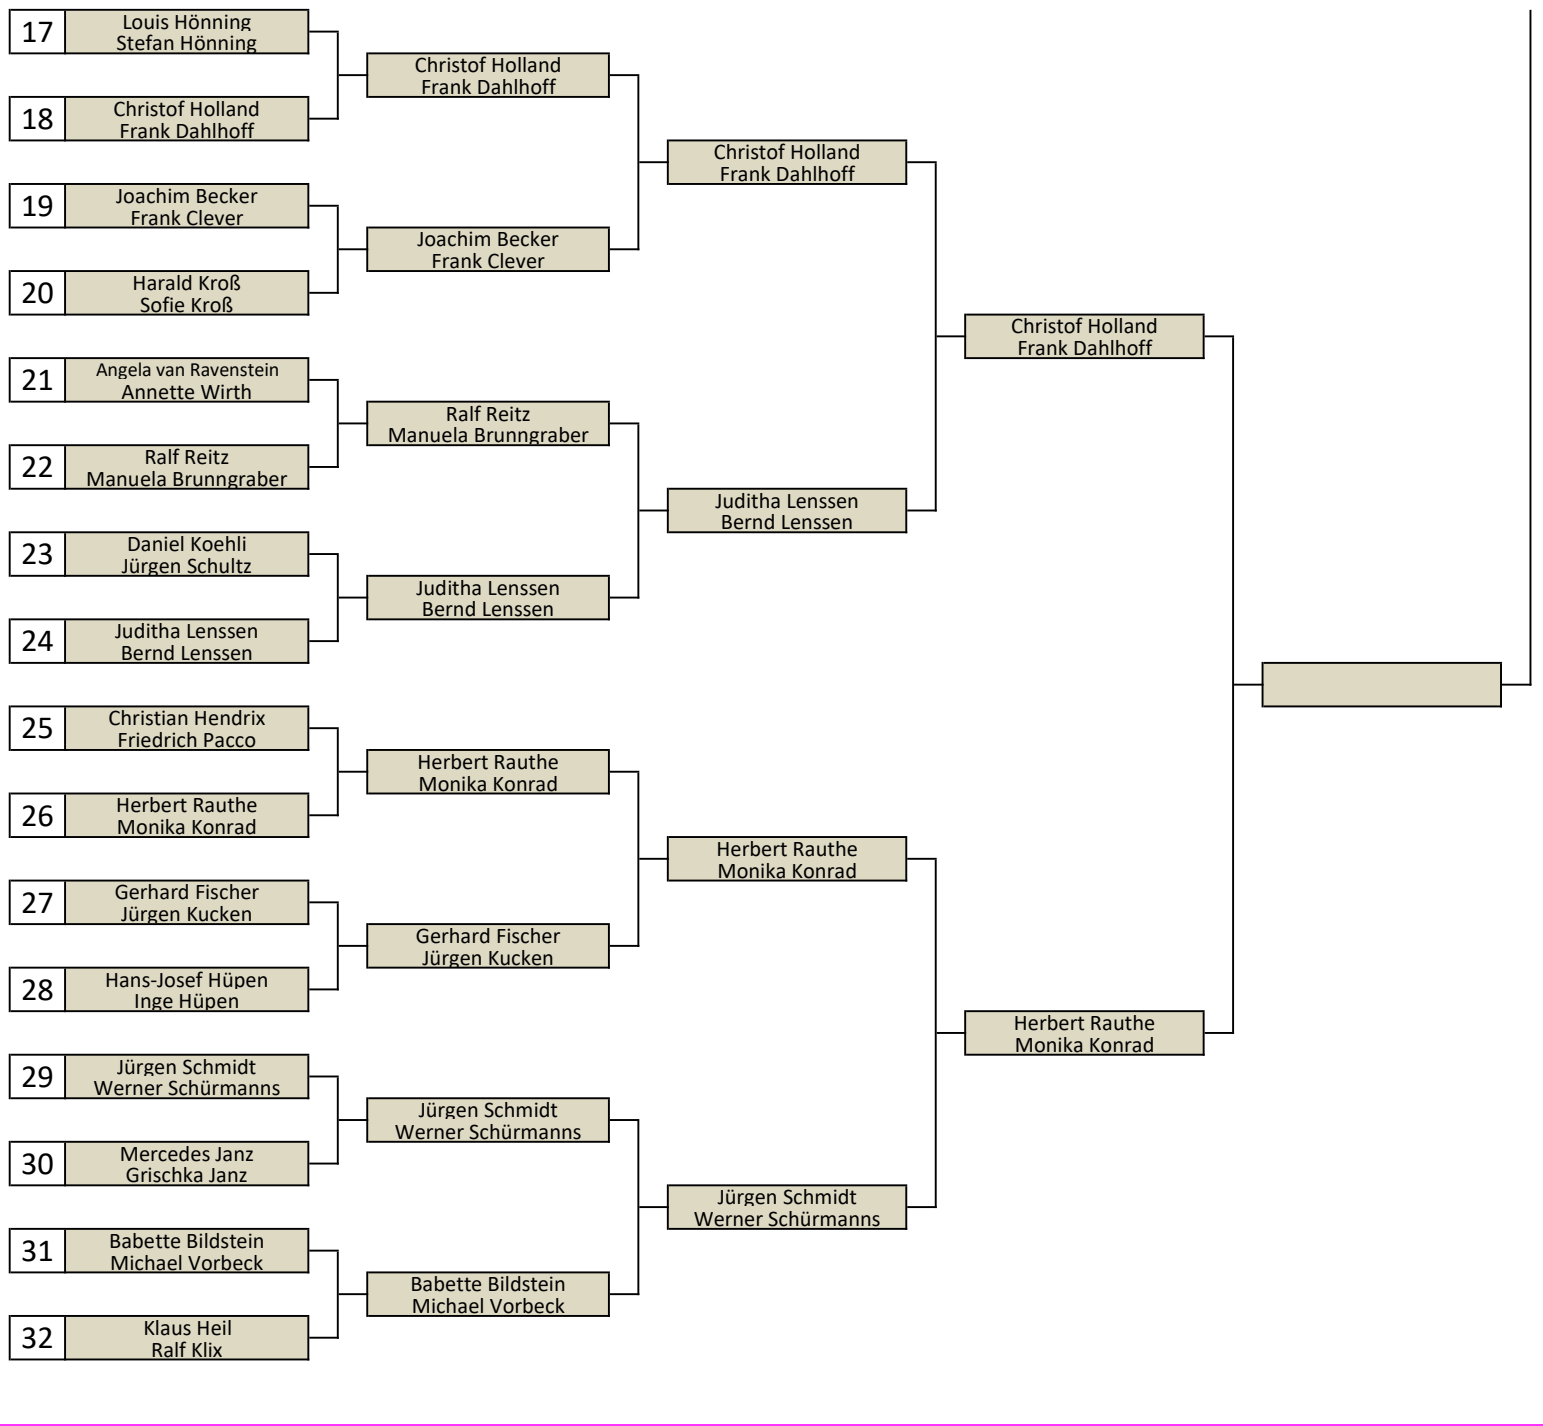 17
Louis Hönning
Stefan Hönning
18
Christof Holland
Frank Dahlhoff
19
Joachim Becker
Frank Clever
20
Harald Kroß
Sofie Kroß
21
Angela van Ravenstein
Annette Wirth
22
Ralf Reitz
Manuela Brunngraber
23
Daniel Koehli
Jürgen Schultz
24
Juditha Lenssen
Bernd Lenssen
25
Christian Hendrix
Friedrich Pacco
26
Herbert Rauthe
Monika Konrad
27
Gerhard Fischer
Jürgen Kucken
28
Hans-Josef Hüpen
Inge Hüpen
29
Jürgen Schmidt
Werner Schürmanns
30
Mercedes Janz
Grischka Janz
31
Babette Bildstein
Michael Vorbeck
32
Klaus Heil
Ralf Klix
Christof Holland
Frank Dahlhoff
Joachim Becker
Frank Clever
Ralf Reitz
Manuela Brunngraber
Juditha Lenssen
Bernd Lenssen
Herbert Rauthe
Monika Konrad
Gerhard Fischer
Jürgen Kucken
Jürgen Schmidt
Werner Schürmanns
Babette Bildstein
Michael Vorbeck
Christof Holland
Frank Dahlhoff
Juditha Lenssen
Bernd Lenssen
Herbert Rauthe
Monika Konrad
Jürgen Schmidt
Werner Schürmanns
Christof Holland
Frank Dahlhoff
Herbert Rauthe
Monika Konrad